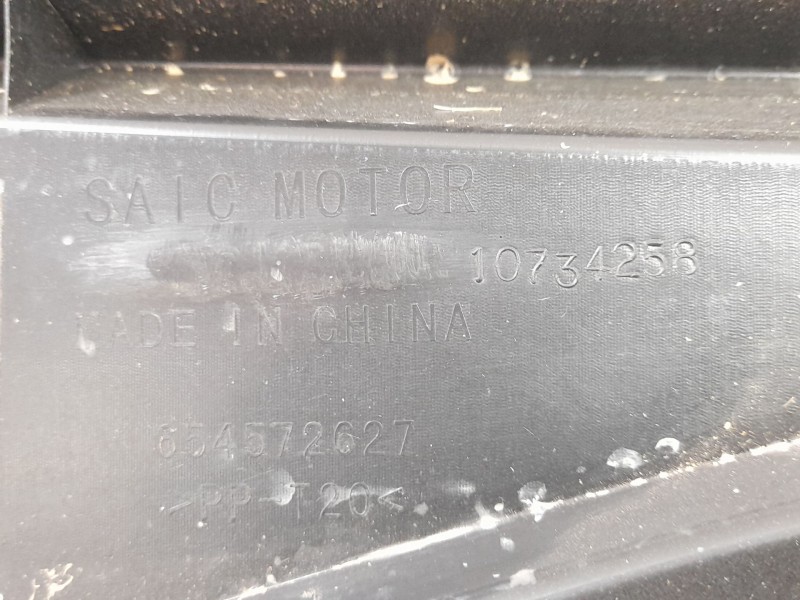 SAIC MOTOR
10734258
MADE IN CHINA
654572627
>PP-T20<